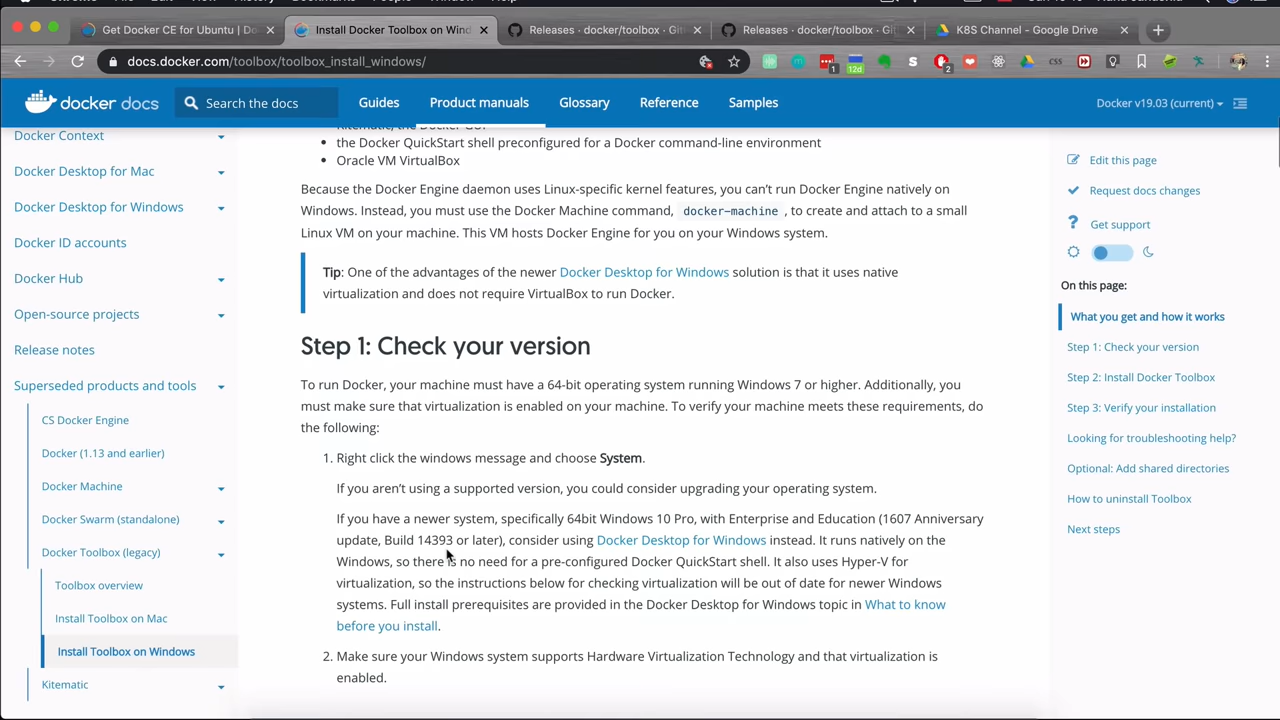 Get Docker CE for Ubuntu | Do
Install Docker Toolbox on Wind
Releases · docker/toolbox · Git
Releases · docker/toolbox · Gi
K8S Channel - Google Drive
docs.docker.com/toolbox/toolbox_install_windows/
1
12d
2
docker docs
Search the docs
Guides
Product manuals
Glossary
Reference
Samples
Docker v19.03 (current)
Docker Context
Docker Desktop for Mac
Docker Desktop for Windows
Docker ID accounts
Docker Hub
Open-source projects
Release notes
Superseded products and tools
CS Docker Engine
Docker (1.13 and earlier)
Docker Machine
Docker Swarm (standalone)
Docker Toolbox (legacy)
Toolbox overview
Install Toolbox on Mac
Install Toolbox on Windows
Kitematic
Kitematic, the Docker GUI
the Docker QuickStart shell preconfigured for a Docker command-line environment
Oracle VM VirtualBox
Because the Docker Engine daemon uses Linux-specific kernel features, you can't run Docker Engine natively on
Windows. Instead, you must use the Docker Machine command, docker-machine , to create and attach to a small
Linux VM on your machine. This VM hosts Docker Engine for you on your Windows system.
Tip: One of the advantages of the newer Docker Desktop for Windows solution is that it uses native
virtualization and does not require VirtualBox to run Docker.
Step 1: Check your version
To run Docker, your machine must have a 64-bit operating system running Windows 7 or higher. Additionally, you
must make sure that virtualization is enabled on your machine. To verify your machine meets these requirements, do
the following:
1. Right click the windows message and choose System.
If you aren't using a supported version, you could consider upgrading your operating system.
If you have a newer system, specifically 64bit Windows 10 Pro, with Enterprise and Education (1607 Anniversary
update, Build 14393 or later), consider using Docker Desktop for Windows instead. It runs natively on the
Windows, so there is no need for a pre-configured Docker QuickStart shell. It also uses Hyper-V for
virtualization, so the instructions below for checking virtualization will be out of date for newer Windows
systems. Full install prerequisites are provided in the Docker Desktop for Windows topic in What to know
before you install.
2. Make sure your Windows system supports Hardware Virtualization Technology and that virtualization is
enabled.
Edit this page
Request docs changes
Get support
On this page:
What you get and how it works
Step 1: Check your version
Step 2: Install Docker Toolbox
Step 3: Verify your installation
Looking for troubleshooting help?
Optional: Add shared directories
How to uninstall Toolbox
Next steps